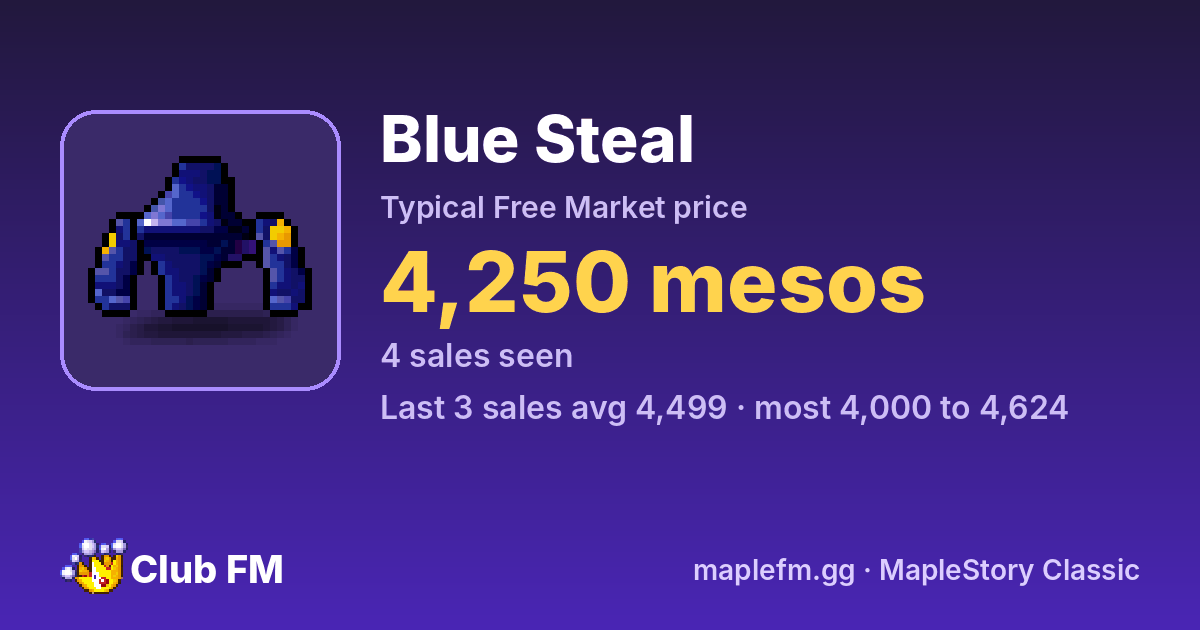 Blue Steal
Typical Free Market price
4,250 mesos
4 sales seen
Last 3 sales avg 4,499 · most 4,000 to 4,624
Club FM
maplefm.gg · MapleStory Classic